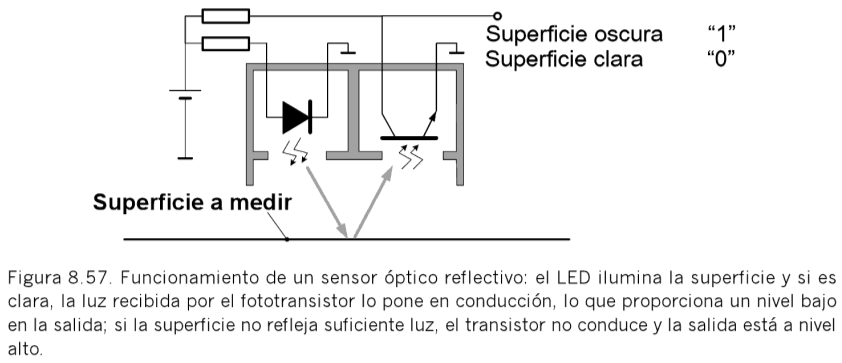 Superficie oscura “1”
Superficie clara “0”
Superficie a medir
Figura 8.57. Funcionamiento de un sensor óptico reflectivo: el LED ilumina la superficie y si es
clara, la luz recibida por el fototransistor lo pone en conducción, lo que proporciona un nivel bajo
en la salida; si la superficie no refleja suficiente luz, el transistor no conduce y la salida está a nivel
alto.